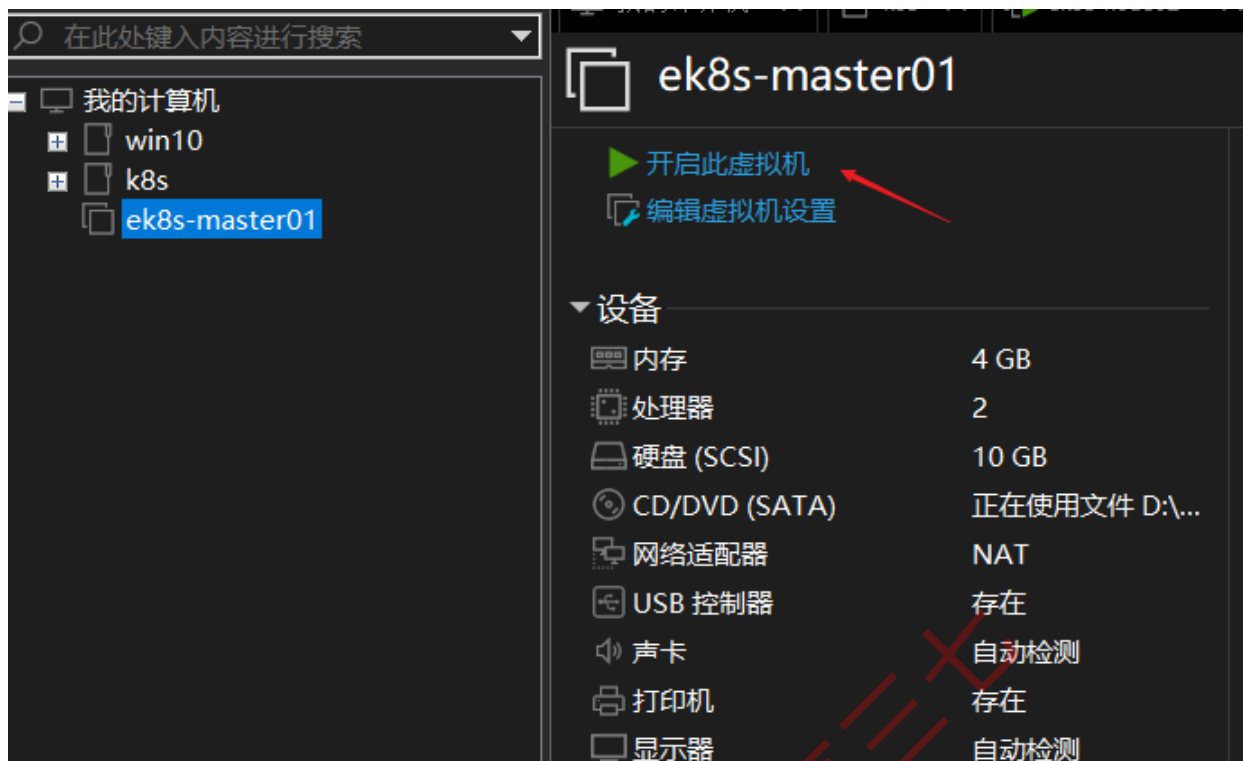 在此处键入内容进行搜索
我的计算机
win10
k8s
ek8s-master01
ek8s-master01
开启此虚拟机
编辑虚拟机设置
设备
内存 4 GB
处理器 2
硬盘 (SCSI) 10 GB
CD/DVD (SATA) 正在使用文件 D:\...
网络适配器 NAT
USB 控制器 存在
声卡 自动检测
打印机 存在
显示器 自动检测